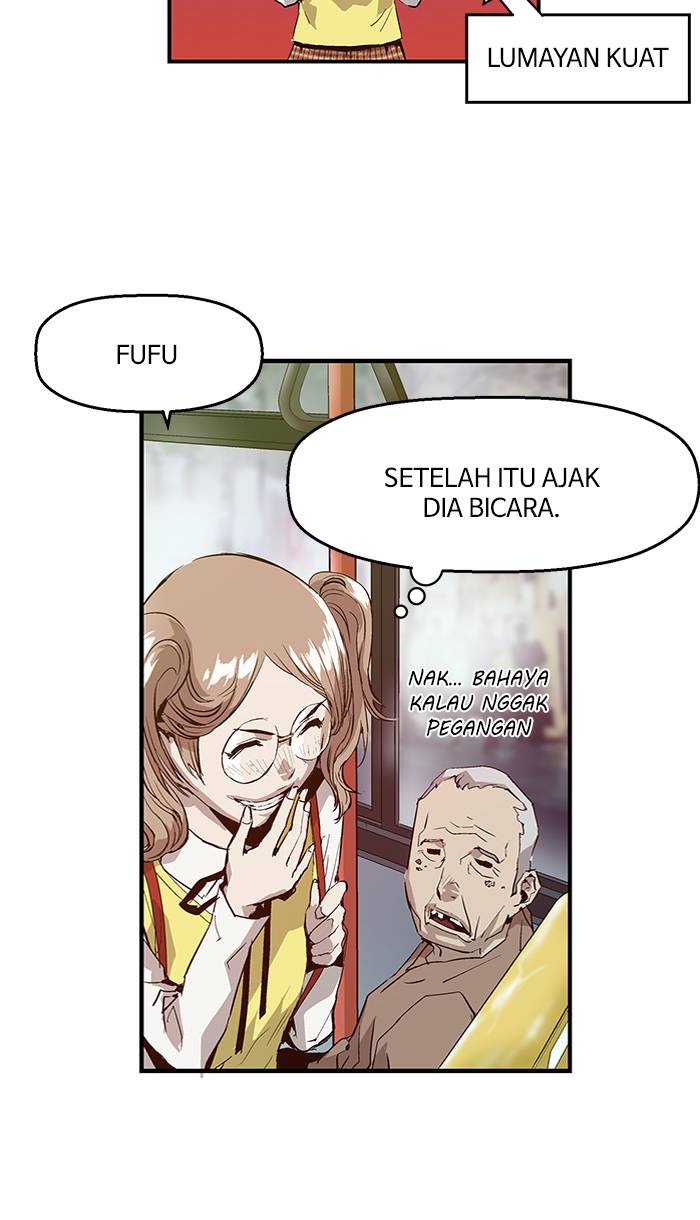 LUMAYAN KUAT
FUFU
SETELAH ITU AJAK
DIA BICARA.
NAK... BAHAYA
KALAU NGGAK
PEGANGAN